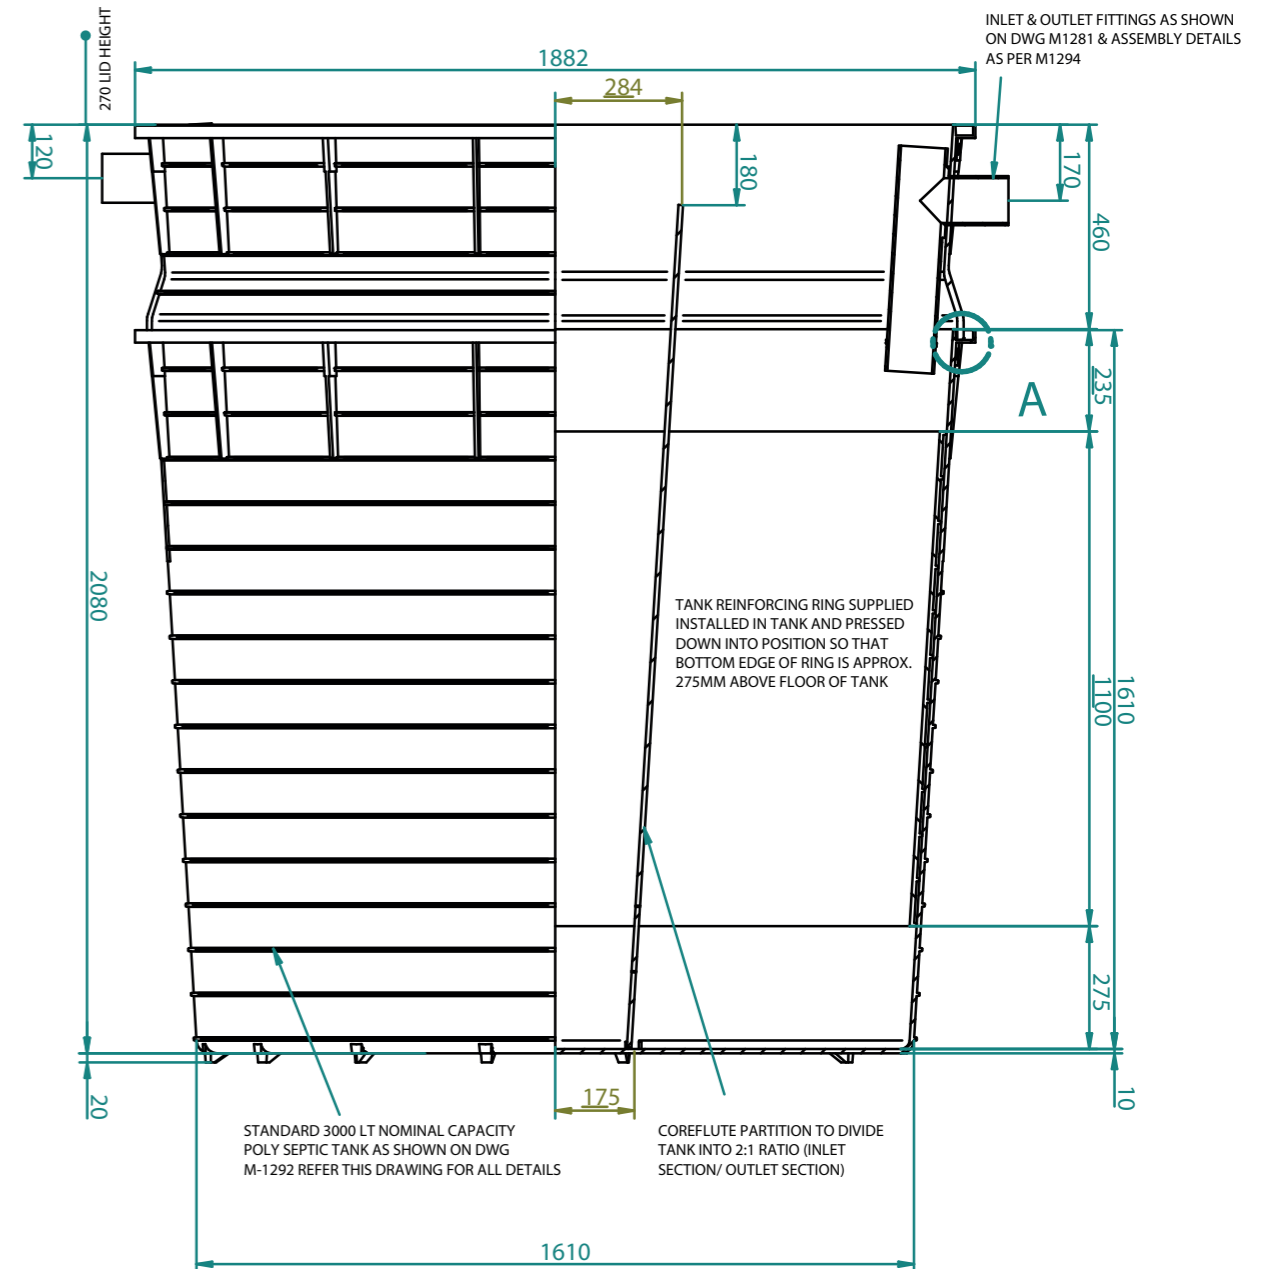 270 LID HEIGHT
INLET & OUTLET FITTINGS AS SHOWN
ON DWG M1281 & ASSEMBLY DETAILS
AS PER M1294
1882
284
120
180
170
460
235
A
2080
TANK REINFORCING RING SUPPLIED
INSTALLED IN TANK AND PRESSED
DOWN INTO POSITION SO THAT
BOTTOM EDGE OF RING IS APPROX.
275MM ABOVE FLOOR OF TANK
1610
1100
275
20
175
10
STANDARD 3000 LT NOMINAL CAPACITY
POLY SEPTIC TANK AS SHOWN ON DWG
M-1292 REFER THIS DRAWING FOR ALL DETAILS
COREFLUTE PARTITION TO DIVIDE
TANK INTO 2:1 RATIO (INLET
SECTION/ OUTLET SECTION)
1610